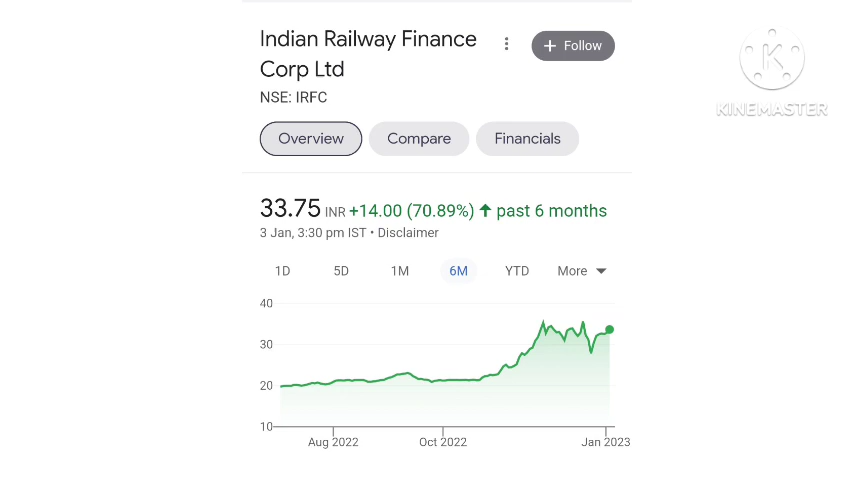 Indian Railway Finance
Corp Ltd
+ Follow
NSE: IRFC
K
KINEMASTER
Overview Compare Financials
33.75 INR +14.00 (70.89%) ↑ past 6 months
3 Jan, 3:30 pm IST • Disclaimer
1D 5D 1M 6M YTD More
40
30
20
10
Aug 2022 Oct 2022 Jan 2023